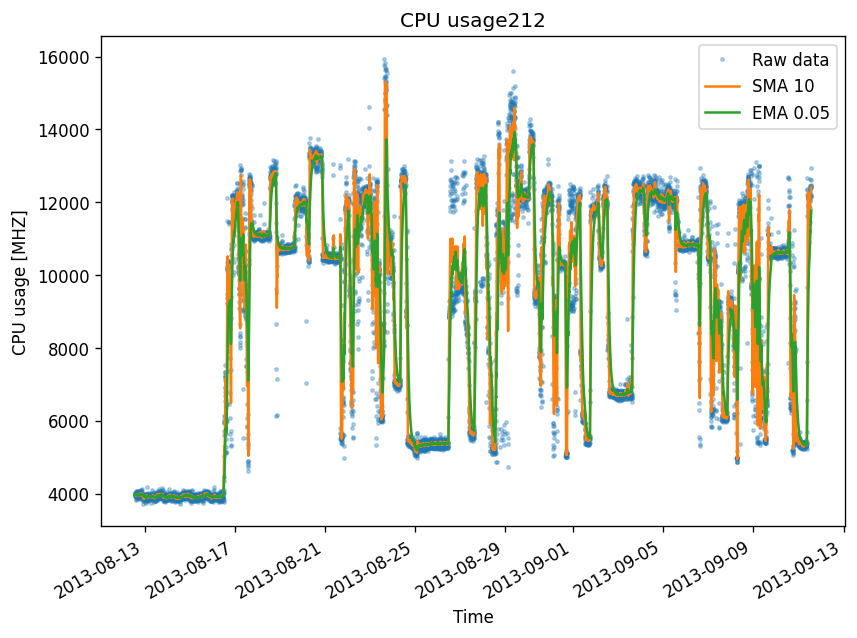 CPU usage212
Raw data
SMA 10
EMA 0.05
CPU usage [MHZ]
16000
14000
12000
10000
8000
6000
4000
2013-08-13
2013-08-17
2013-08-21
2013-08-25
2013-08-29
2013-09-01
2013-09-05
2013-09-09
2013-09-13
Time